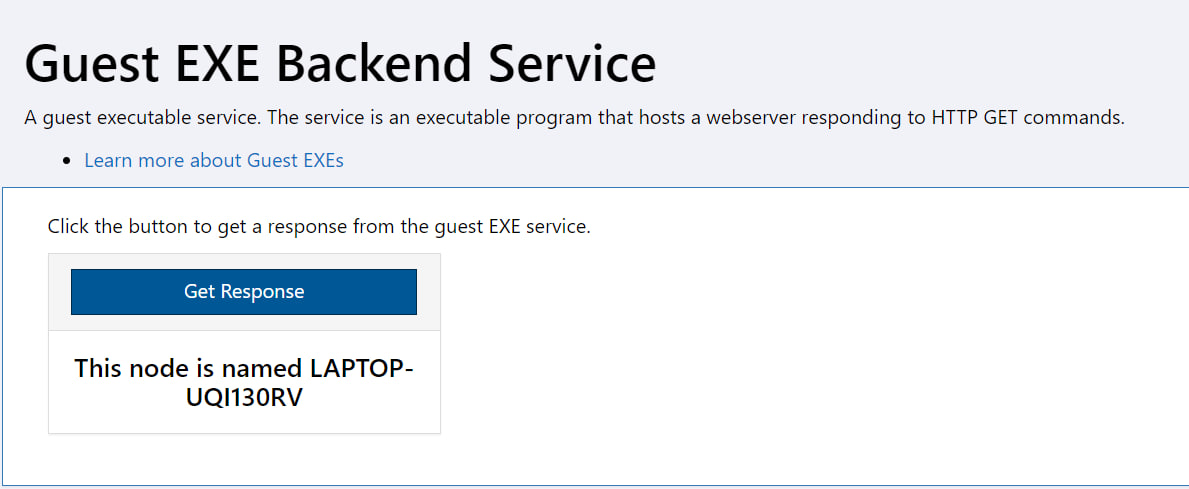 Guest EXE Backend Service
A guest executable service. The service is an executable program that hosts a webserver responding to HTTP GET commands.
Learn more about Guest EXEs
Click the button to get a response from the guest EXE service.
Get Response
This node is named LAPTOP-
UQI130RV